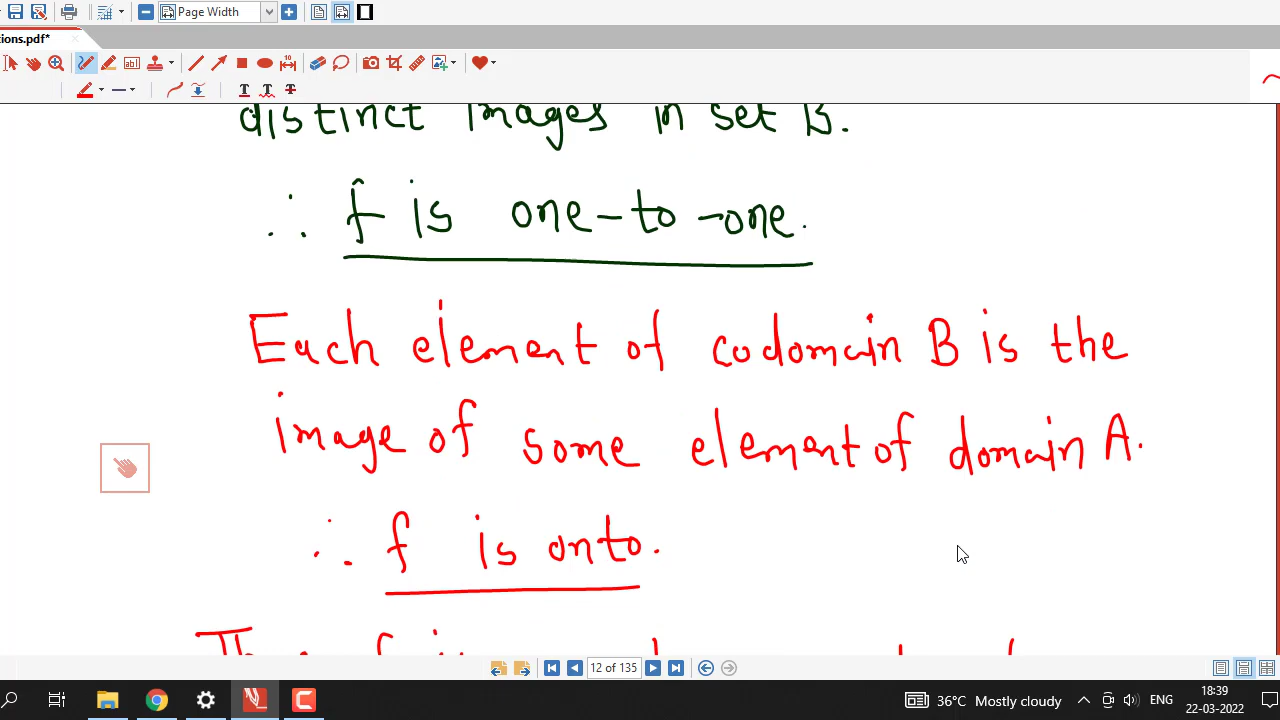 Page Width
ions.pdf*
distinct images in set B.
∴ f is one-to-one.
Each element of codomain B is the
image of some element of domain A.
∴ f is onto.
12 of 135
36°C Mostly cloudy
ENG
18:39
22-03-2022